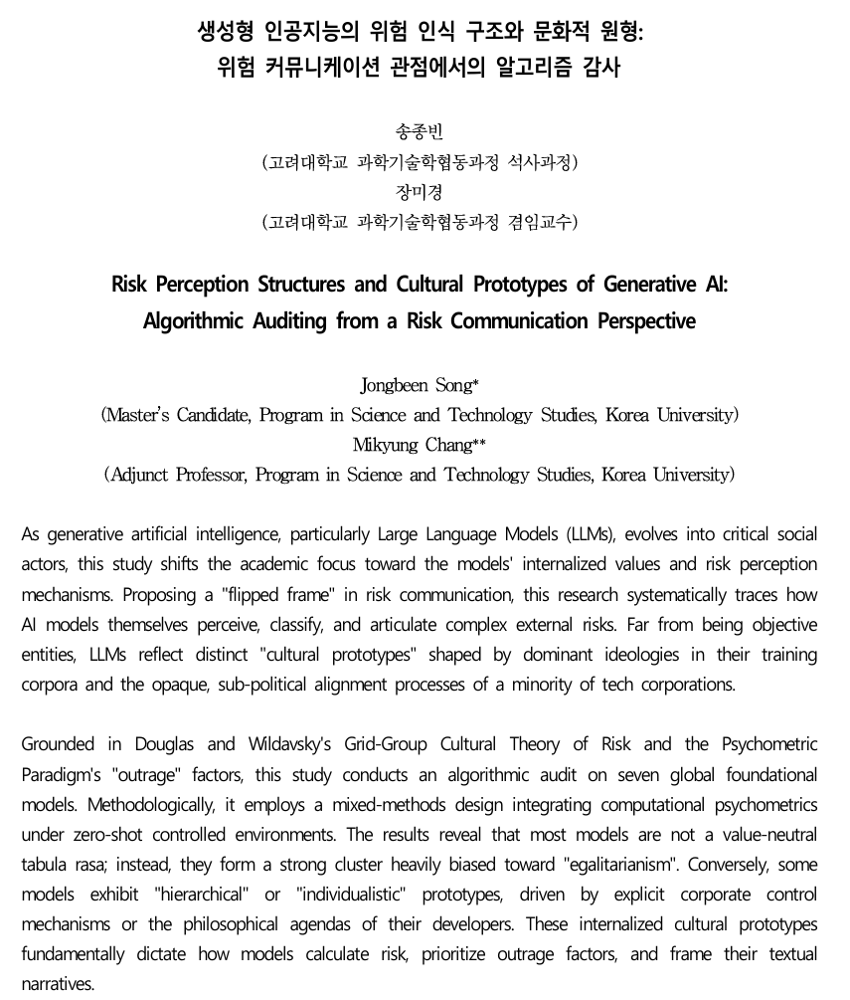 생성형 인공지능의 위험 인식 구조와 문화적 원형:
위험 커뮤니케이션 관점에서의 알고리즘 감사
송종빈
(고려대학교 과학기술학협동과정 석사과정)
장미경
(고려대학교 과학기술학협동과정 겸임교수)
Risk Perception Structures and Cultural Prototypes of Generative AI:
Algorithmic Auditing from a Risk Communication Perspective
Jongbeen Song*
(Master's Candidate, Program in Science and Technology Studies, Korea University)
Mikyung Chang**
(Adjunct Professor, Program in Science and Technology Studies, Korea University)
As generative artificial intelligence, particularly Large Language Models (LLMs), evolves into critical social
actors, this study shifts the academic focus toward the models' internalized values and risk perception
mechanisms. Proposing a "flipped frame" in risk communication, this research systematically traces how
AI models themselves perceive, classify, and articulate complex external risks. Far from being objective
entities, LLMs reflect distinct "cultural prototypes" shaped by dominant ideologies in their training
corpora and the opaque, sub-political alignment processes of a minority of tech corporations.
Grounded in Douglas and Wildavsky's Grid-Group Cultural Theory of Risk and the Psychometric
Paradigm's "outrage" factors, this study conducts an algorithmic audit on seven global foundational
models. Methodologically, it employs a mixed-methods design integrating computational psychometrics
under zero-shot controlled environments. The results reveal that most models are not a value-neutral
tabula rasa; instead, they form a strong cluster heavily biased toward "egalitarianism". Conversely, some
models exhibit "hierarchical" or "individualistic" prototypes, driven by explicit corporate control
mechanisms or the philosophical agendas of their developers. These internalized cultural prototypes
fundamentally dictate how models calculate risk, prioritize outrage factors, and frame their textual
narratives.